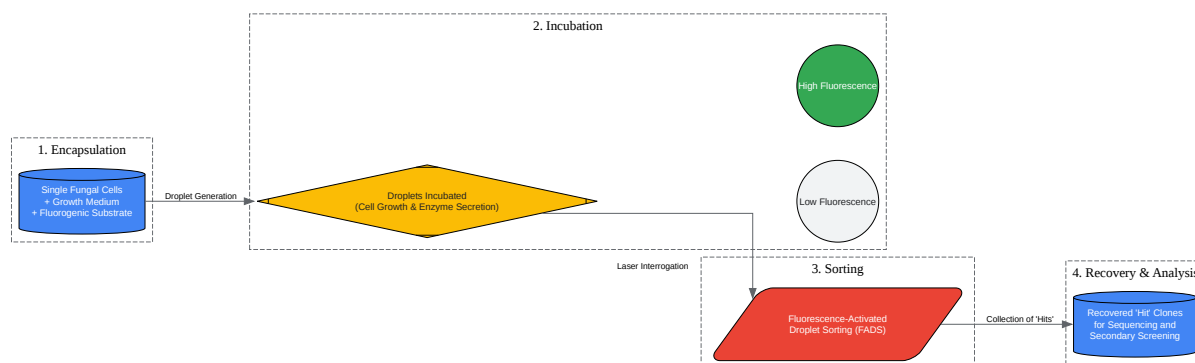 2. Incubation
High Fluorescence
1. Encapsulation
Single Fungal Cells
+ Growth Medium
+ Fluorogenic Substrate
Droplet Generation
Droplets Incubated
(Cell Growth & Enzyme Secretion)
Low Fluorescence
Laser Interrogation
3. Sorting
Fluorescence-Activated
Droplet Sorting (FADS)
Collection of 'Hits'
4. Recovery & Analysis
Recovered 'Hit' Clones
for Sequencing and
Secondary Screening